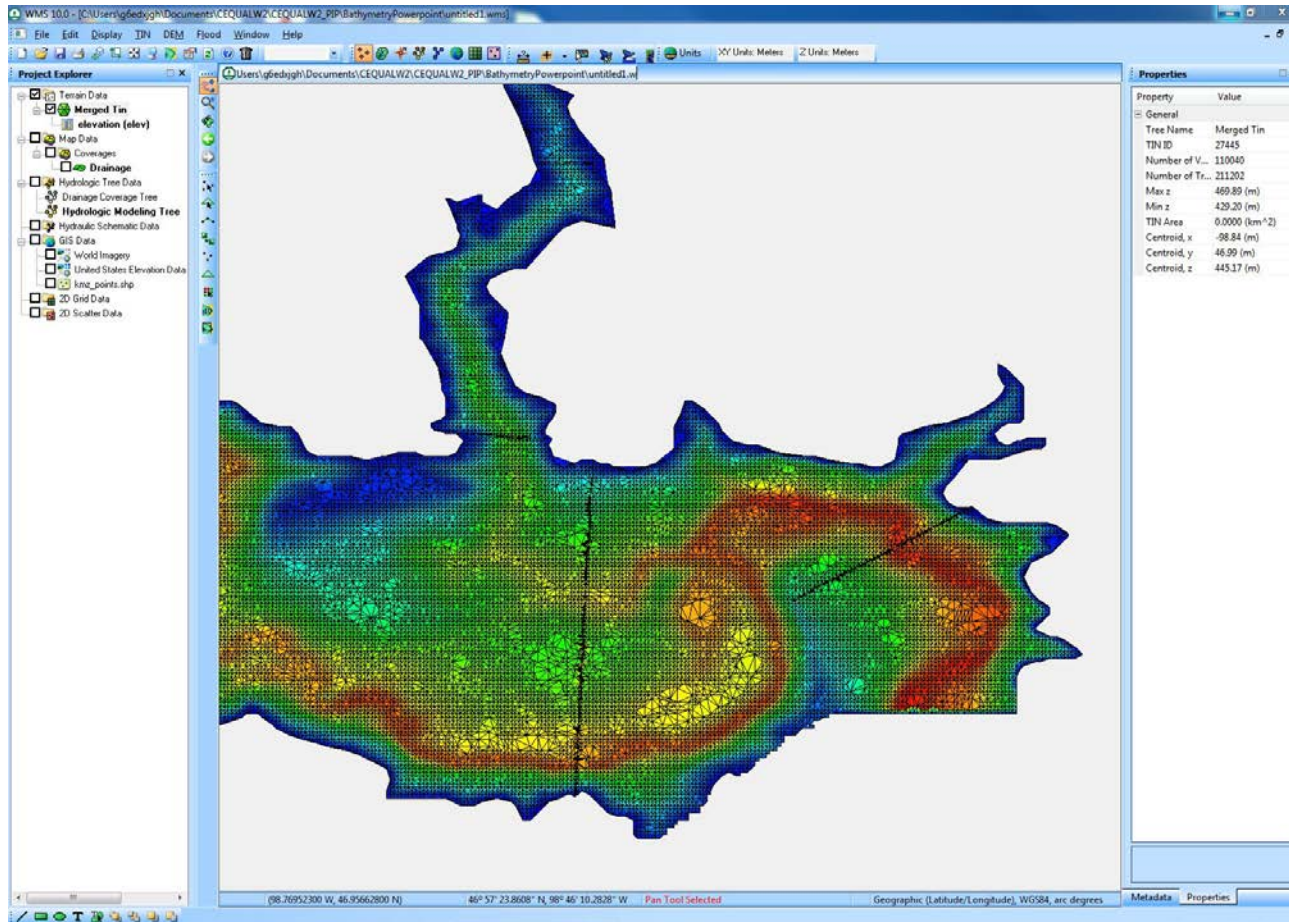 WMS 10.0 - [C:\Users\g6edxjgh\Documents\CEQUALW2\CEQUALW2_PIP\BathymetryPowerpoint\untitled1.wms]
File Edit Display TIN DEM Flood Window Help
Units XY Units: Meters Z Units: Meters
Project Explorer
Terrain Data
Merged Tin
elevation (elev)
Map Data
Coverages
Drainage
Hydrologic Tree Data
Drainage Coverage Tree
Hydrologic Modeling Tree
Hydraulic Schematic Data
GIS Data
World Imagery
United States Elevation Data
kmz_points.shp
2D Grid Data
2D Scatter Data
Users\g6edxjgh\Documents\CEQUALW2\CEQUALW2_PIP\BathymetryPowerpoint\untitled1.w
Properties
Property Value
General
Tree Name Merged Tin
TIN ID 27445
Number of V... 110040
Number of Tr... 211202
Max z 469.89 (m)
Min z 429.20 (m)
TIN Area 0.0000 (km^2)
Centroid, x -98.84 (m)
Centroid, y 46.99 (m)
Centroid, z 445.17 (m)
Metadata Properties
(98.76952300 W, 46.95662800 N) 46° 57' 23.8608" N, 98° 46' 10.2828" W Pan Tool Selected Geographic (Latitude/Longitude), WGS84, arc degrees
T